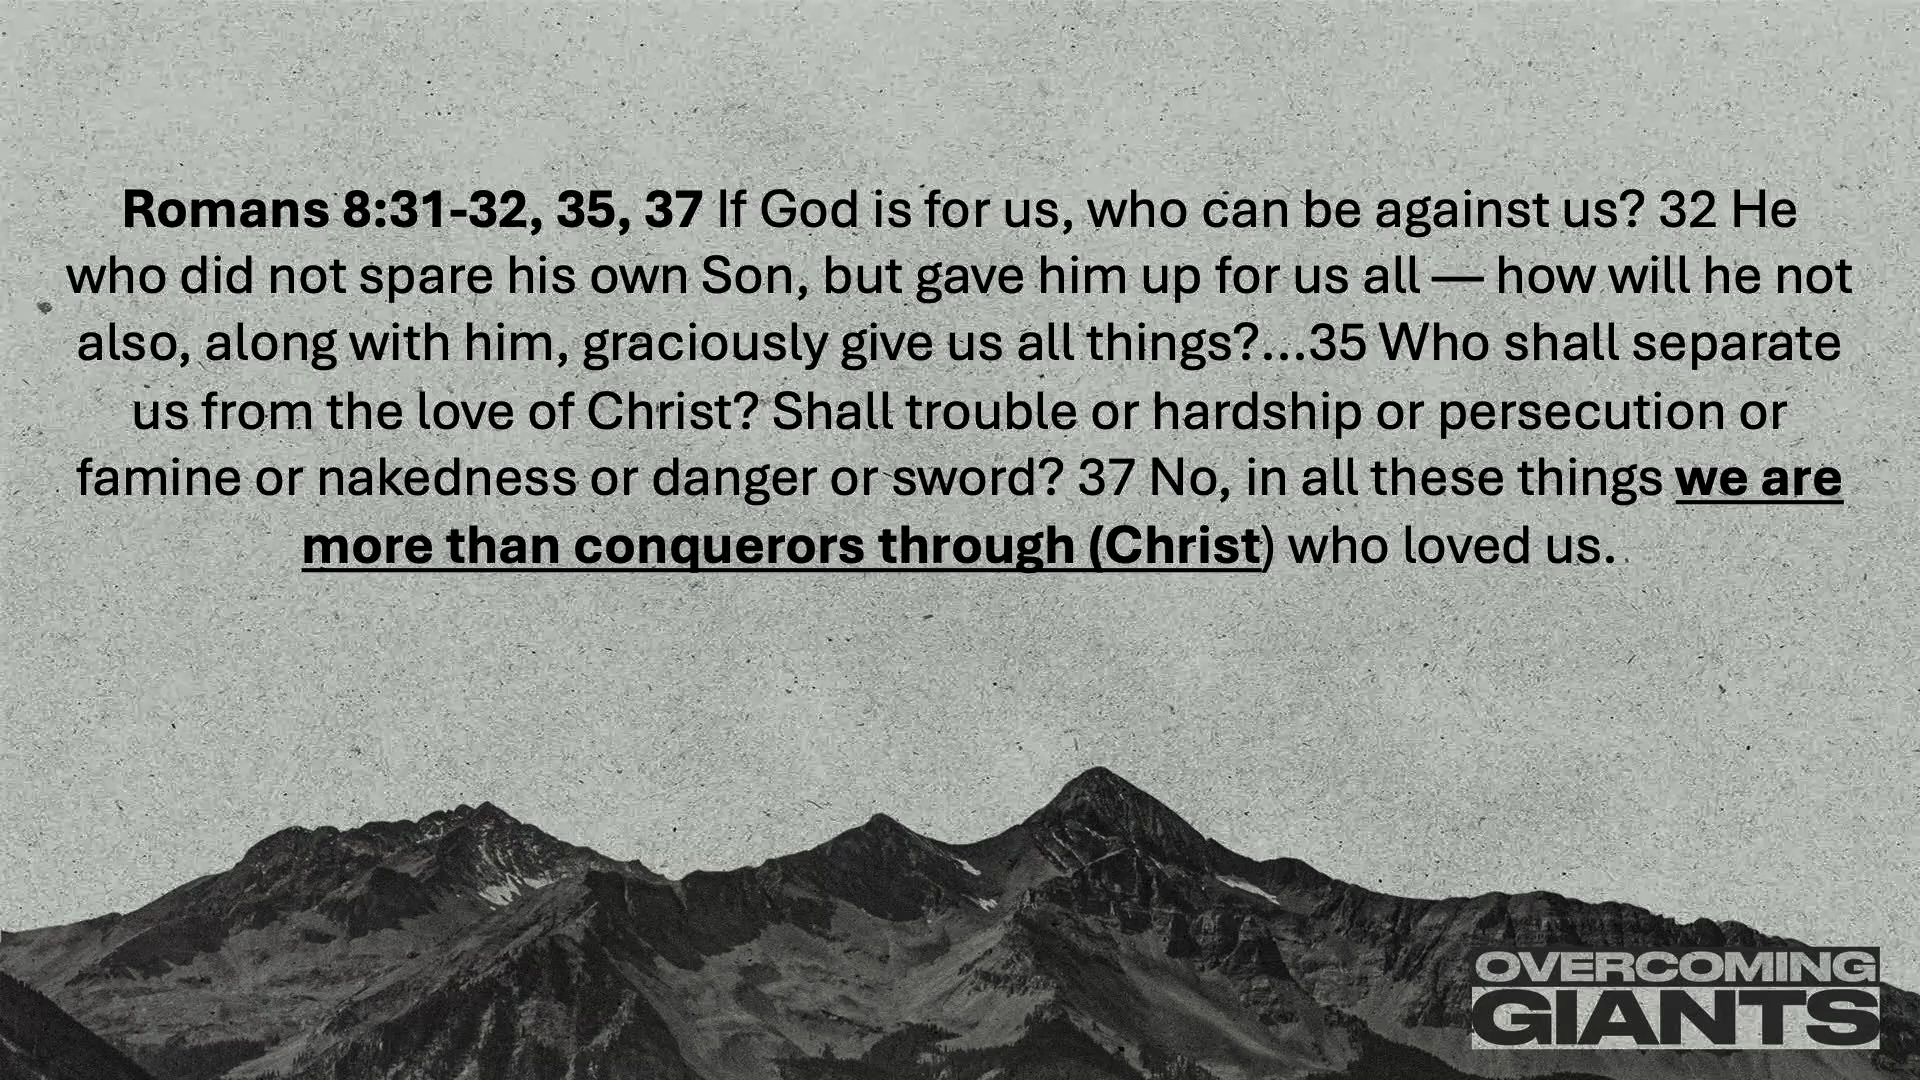 Romans 8:31-32, 35, 37 If God is for us, who can be against us? 32 He
who did not spare his own Son, but gave him up for us all — how will he not
also, along with him, graciously give us all things?...35 Who shall separate
us from the love of Christ? Shall trouble or hardship or persecution or
famine or nakedness or danger or sword? 37 No, in all these things we are
more than conquerors through (Christ) who loved us.
OVERCOMING
GIANTS